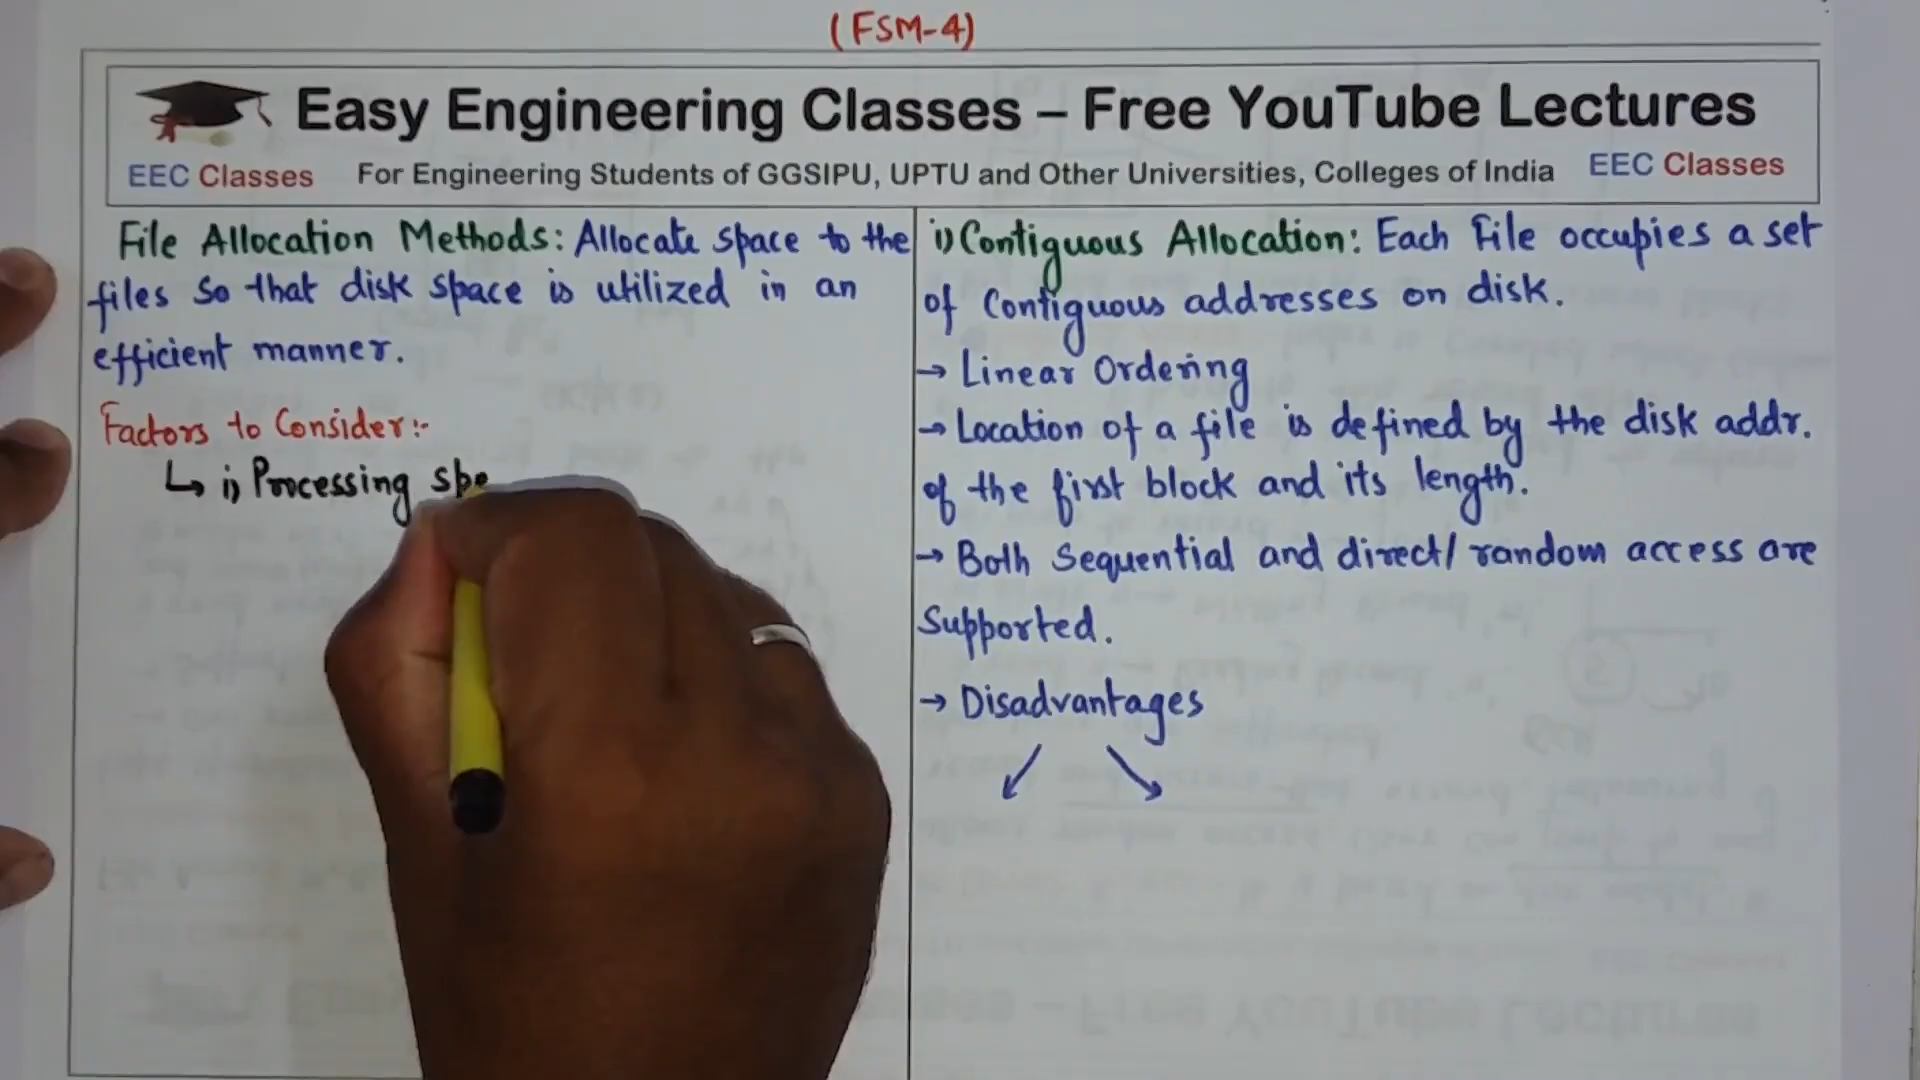 (FSM-4)
Easy Engineering Classes – Free YouTube Lectures
EEC Classes For Engineering Students of GGSIPU, UPTU and Other Universities, Colleges of India EEC Classes
File Allocation Methods: Allocate space to the
files so that disk space is utilized in an
efficient manner.
Factors to Consider:-
↳ i) Processing spe
i) Contiguous Allocation: Each File occupies a set
of Contiguous addresses on disk.
→ Linear Ordering
→ Location of a file is defined by the disk addr.
of the first block and its length.
→ Both Sequential and direct/random access are
Supported.
→ Disadvantages